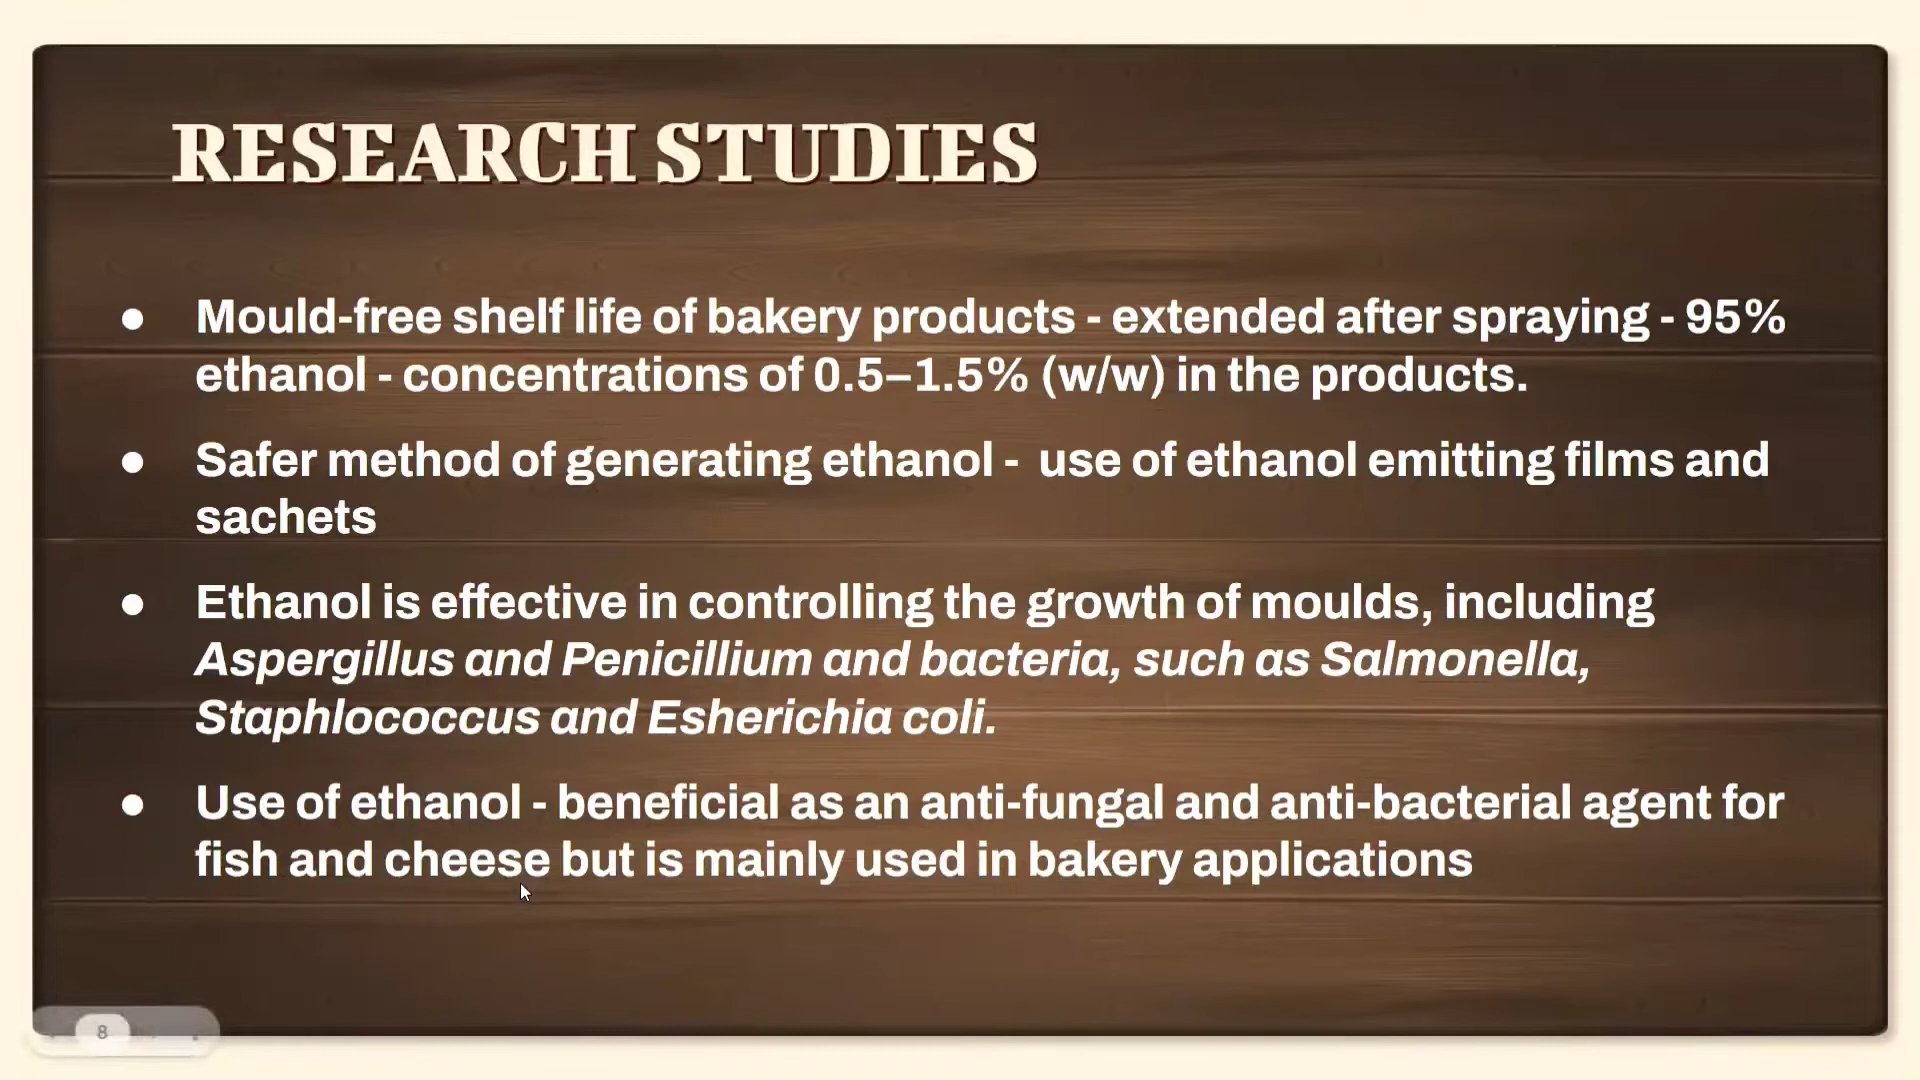 RESEARCH STUDIES
● Mould-free shelf life of bakery products - extended after spraying - 95%
ethanol - concentrations of 0.5–1.5% (w/w) in the products.
● Safer method of generating ethanol - use of ethanol emitting films and
sachets
● Ethanol is effective in controlling the growth of moulds, including
Aspergillus and Penicillium and bacteria, such as Salmonella,
Staphlococcus and Esherichia coli.
● Use of ethanol - beneficial as an anti-fungal and anti-bacterial agent for
fish and cheese but is mainly used in bakery applications
8